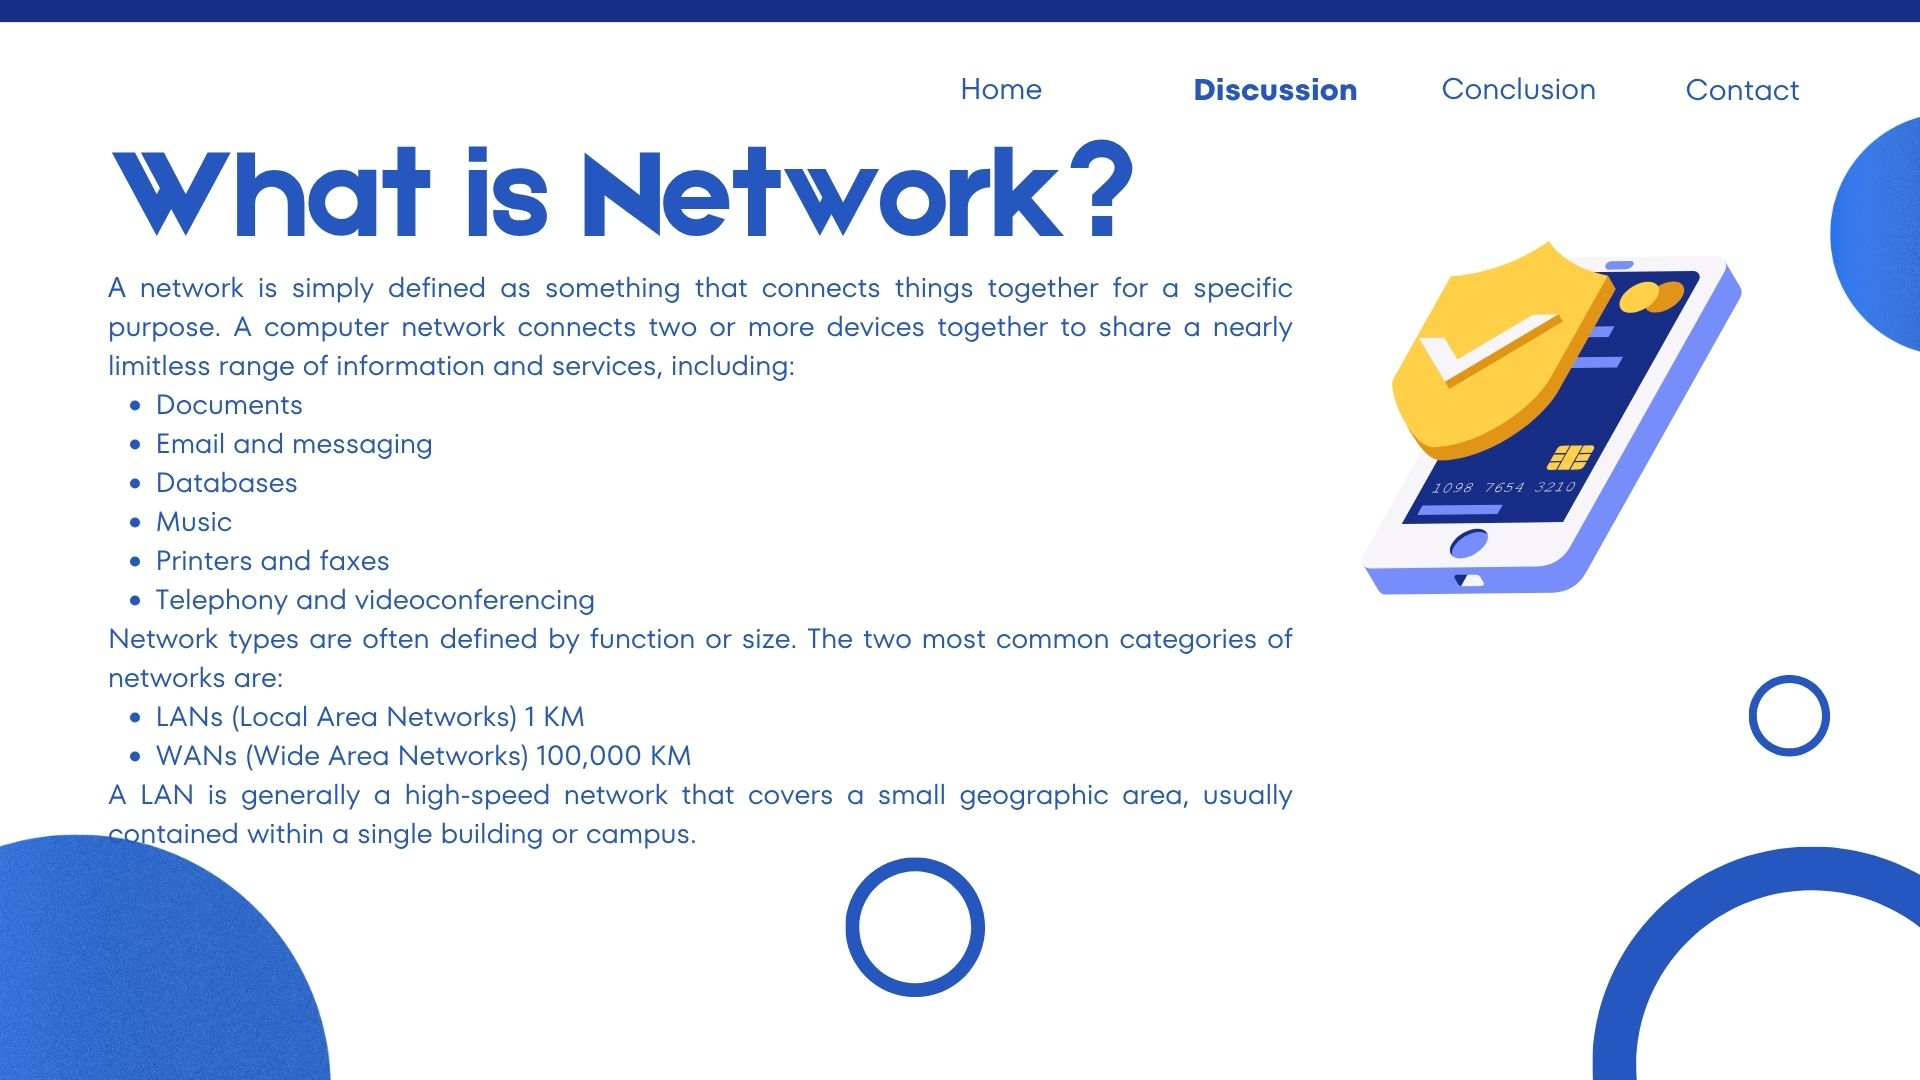 Home
Discussion
Conclusion
Contact
What is Network?
A network is simply defined as something that connects things together for a specific
purpose. A computer network connects two or more devices together to share a nearly
limitless range of information and services, including:
• Documents
• Email and messaging
• Databases
• Music
• Printers and faxes
• Telephony and videoconferencing
Network types are often defined by function or size. The two most common categories of
networks are:
• LANs (Local Area Networks) 1 KM
• WANs (Wide Area Networks) 100,000 KM
A LAN is generally a high-speed network that covers a small geographic area, usually
contained within a single building or campus.
1098 7654 3210